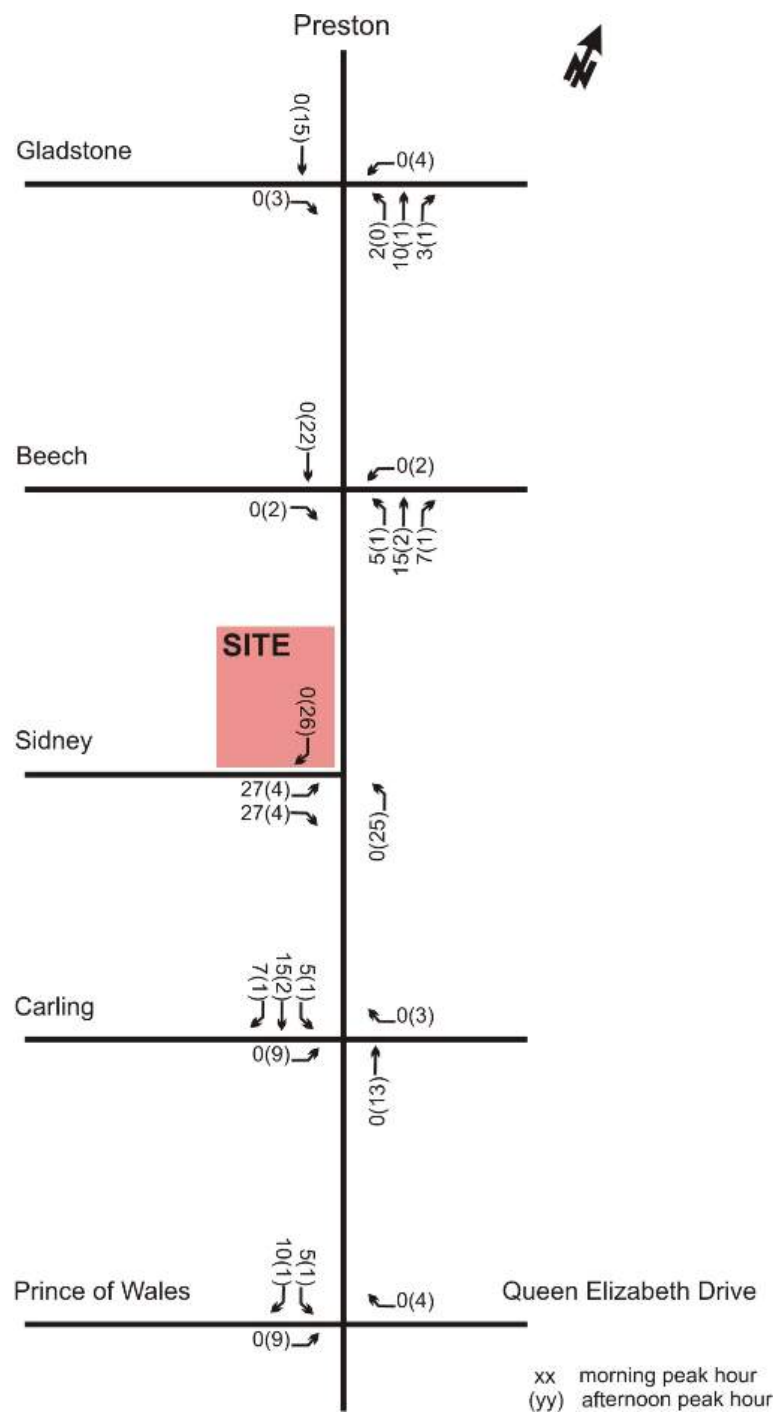 Preston
N
0(15)
Gladstone
0(4)
0(3)
2(0)
10(1)
3(1)
0(22)
Beech
0(2)
0(2)
5(1)
15(2)
7(1)
SITE
0(26)
Sidney
27(4)
27(4)
0(25)
7(1)
15(2)
5(1)
Carling
0(3)
0(9)
0(13)
10(1)
5(1)
Prince of Wales
0(4)
Queen Elizabeth Drive
0(9)
xx morning peak hour
(yy) afternoon peak hour